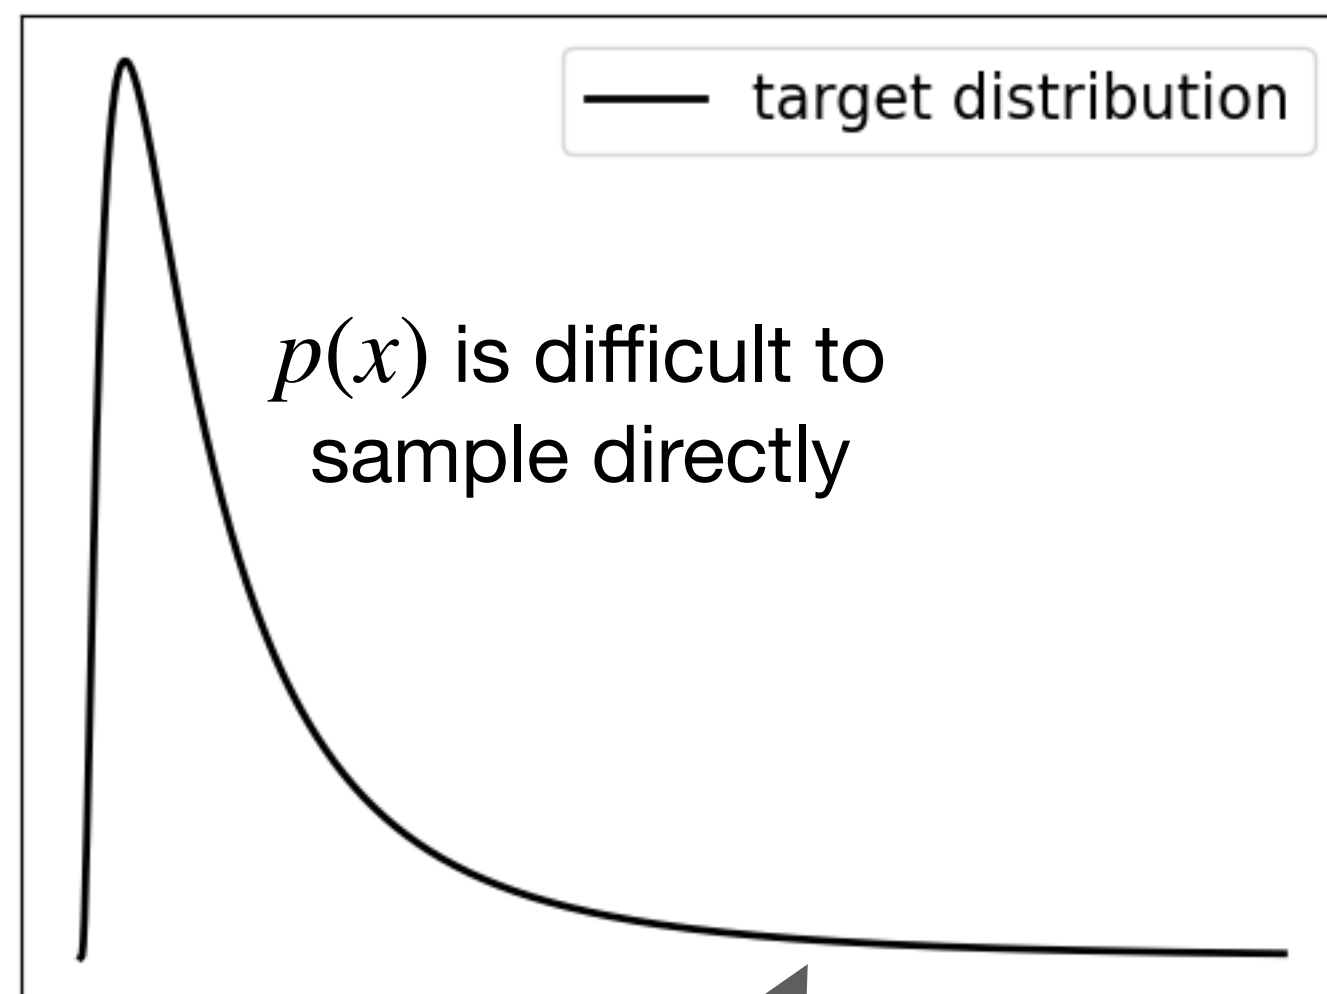 target distribution
p(x) is difficult to
sample directly